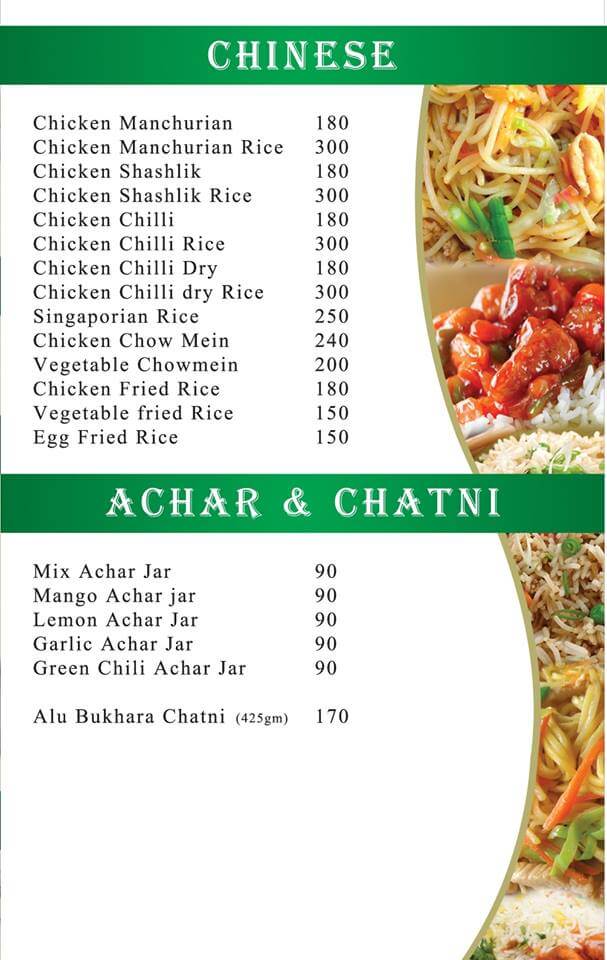 CHINESE
Chicken Manchurian 180
Chicken Manchurian Rice 300
Chicken Shashlik 180
Chicken Shashlik Rice 300
Chicken Chilli 180
Chicken Chilli Rice 300
Chicken Chilli Dry 180
Chicken Chilli dry Rice 300
Singaporian Rice 250
Chicken Chow Mein 240
Vegetable Chowmein 200
Chicken Fried Rice 180
Vegetable fried Rice 150
Egg Fried Rice 150
ACHAR & CHATNI
Mix Achar Jar 90
Mango Achar jar 90
Lemon Achar Jar 90
Garlic Achar Jar 90
Green Chili Achar Jar 90
Alu Bukhara Chatni (425gm) 170